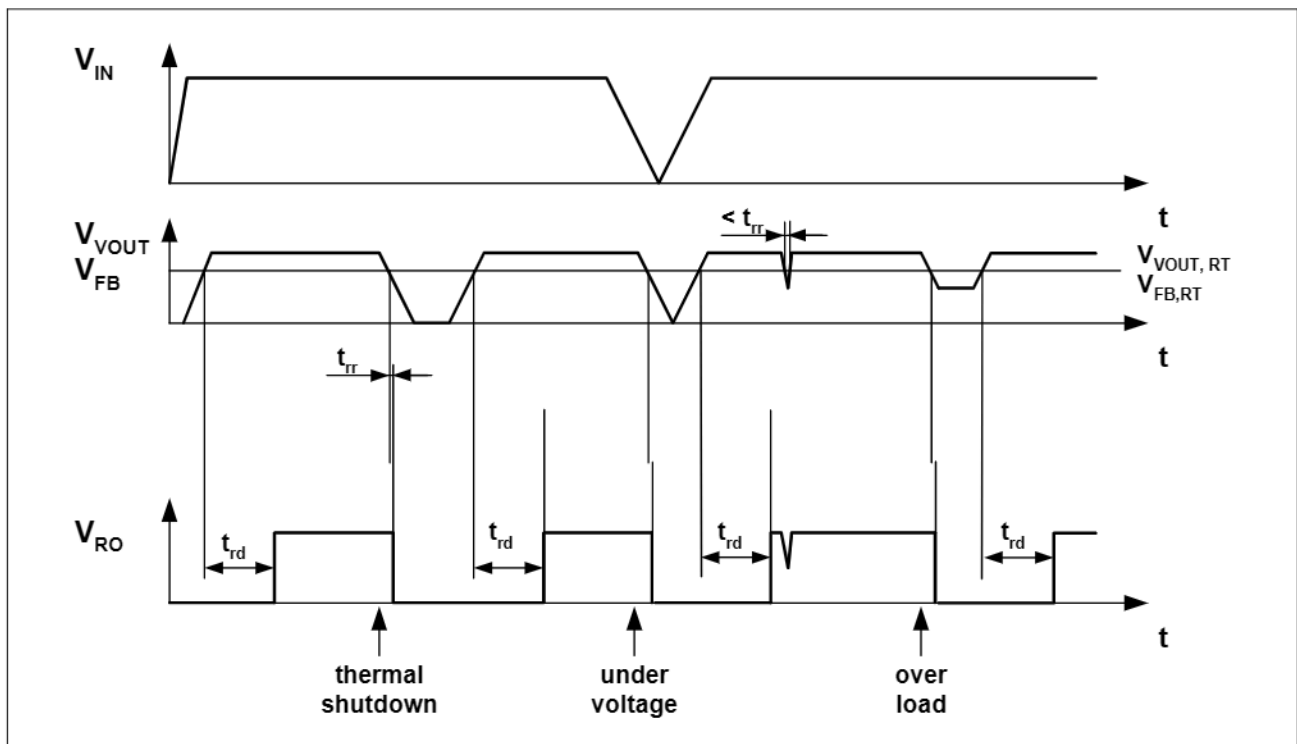 V_IN
t
V_VOUT
< t_rr
V_FB
V_VOUT, RT
V_FB,RT
t
t_rr
V_RO
t_rd
t_rd
t_rd
t_rd
t
thermal
shutdown
under
voltage
over
load